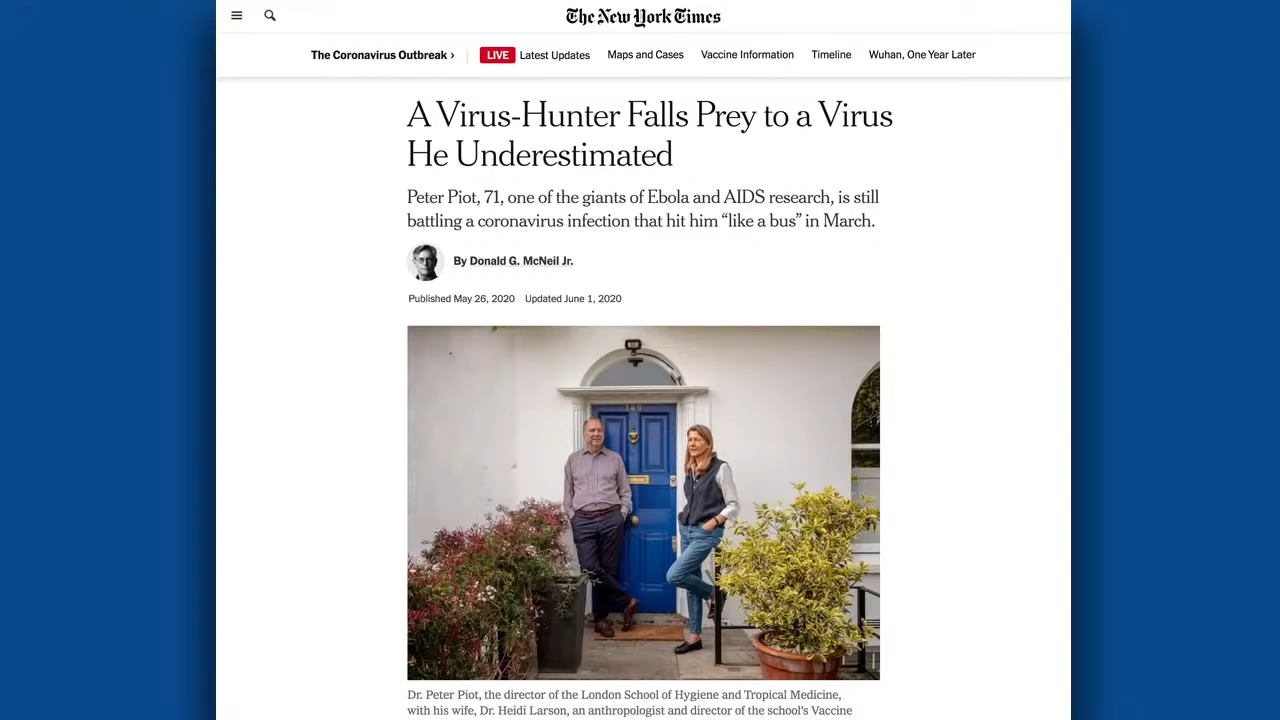 The New York Times
The Coronavirus Outbreak ›
LIVE Latest Updates
Maps and Cases
Vaccine Information
Timeline
Wuhan, One Year Later
A Virus-Hunter Falls Prey to a Virus
He Underestimated
Peter Piot, 71, one of the giants of Ebola and AIDS research, is still
battling a coronavirus infection that hit him “like a bus” in March.
By Donald G. McNeil Jr.
Published May 26, 2020 Updated June 1, 2020
Dr. Peter Piot, the director of the London School of Hygiene and Tropical Medicine,
with his wife, Dr. Heidi Larson, an anthropologist and director of the school’s Vaccine